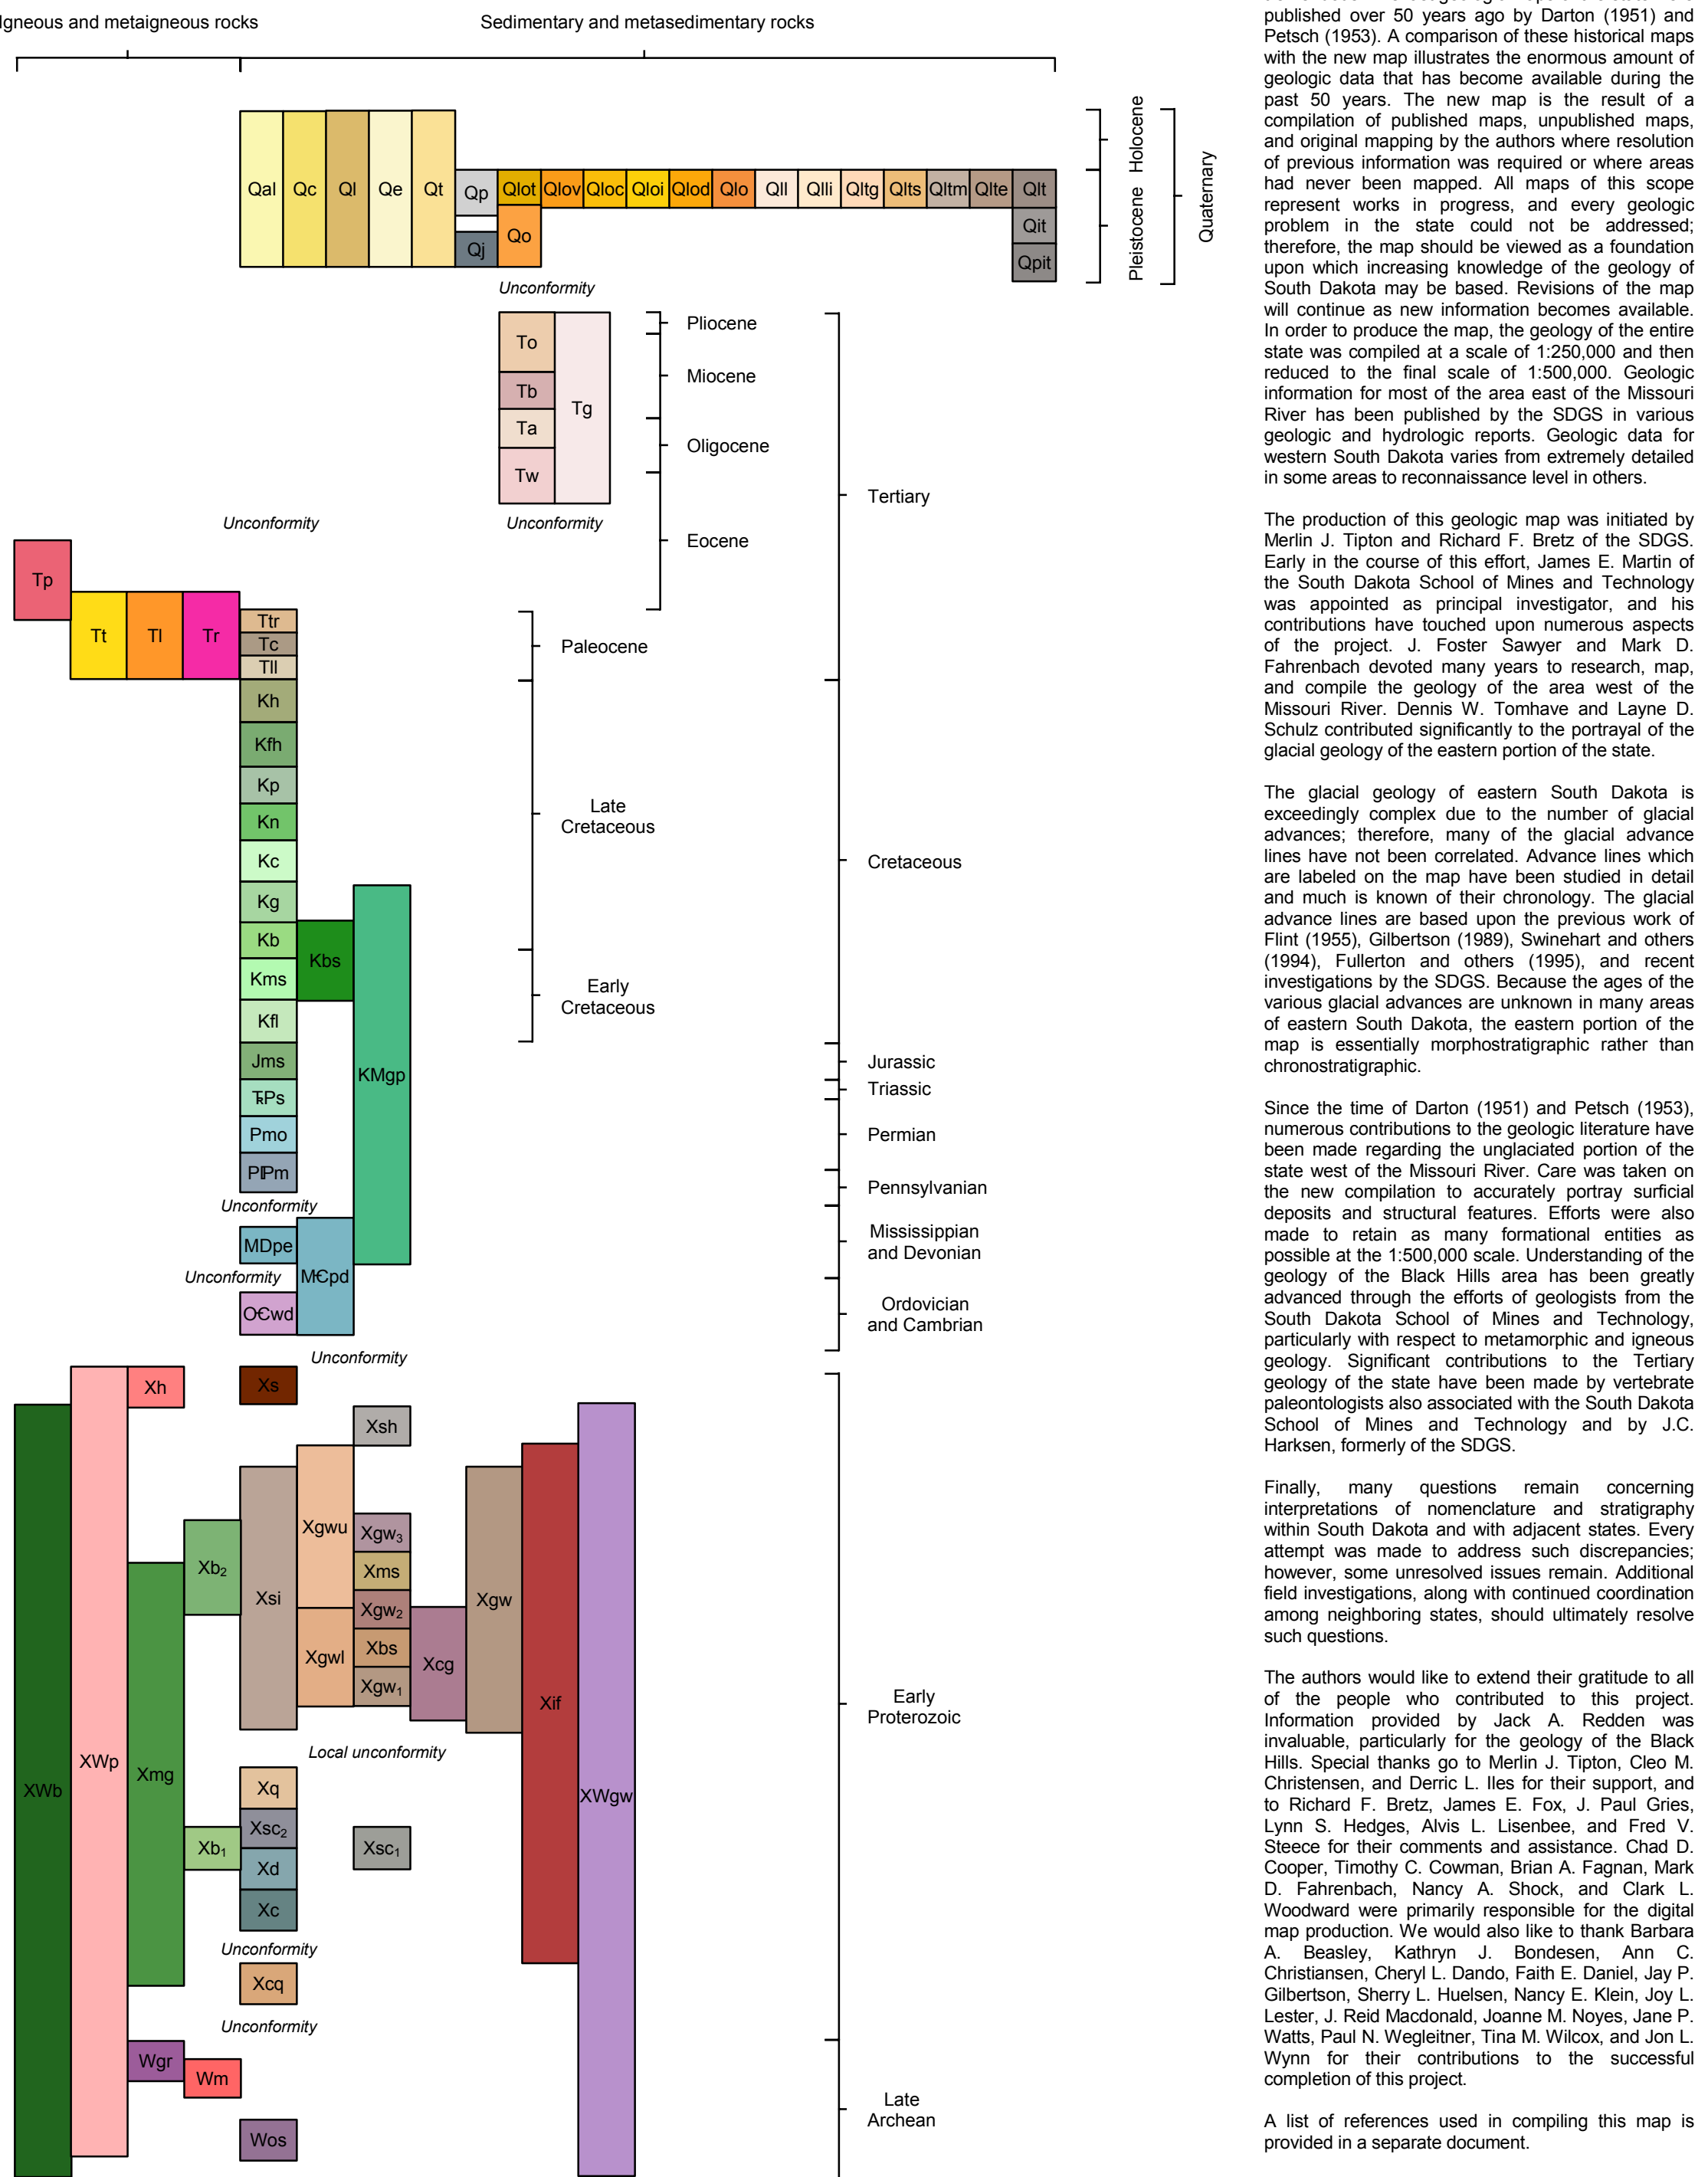 Igneous and metaigneous rocks
Sedimentary and metasedimentary rocks
Qal
Qc
Ql
Qe
Qt
Qp
Qj
Qlot
Qlov
Qloc
Qloi
Qlod
Qlo
Qll
Qlli
Qltg
Qlts
Qltm
Qlte
Qlt
Qo
Qit
Qpit
Holocene
Pleistocene
Quaternary
Unconformity
To
Tb
Ta
Tw
Tg
Pliocene
Miocene
Oligocene
Eocene
Tertiary
Unconformity
Unconformity
Tp
Tt
Tl
Tr
Ttr
Tc
Tll
Paleocene
Kh
Kfh
Kp
Kn
Kc
Kg
Kb
Kms
Kfl
Kbs
KMgp
Late
Cretaceous
Early
Cretaceous
Cretaceous
Jms
Jurassic
TꝚPs
Triassic
Pmo
Permian
PIPm
Pennsylvanian
Unconformity
MDpe
MЄpd
Mississippian
and Devonian
Unconformity
OЄwd
Ordovician
and Cambrian
Unconformity
XWb
XWp
Xh
Xs
Xsh
Xmg
Xb₂
Xsi
Xgwu
Xgwl
Xgw₃
Xms
Xgw₂
Xbs
Xgw₁
Xcg
Xgw
Xif
XWgw
Early
Proterozoic
Local unconformity
Xq
Xsc₂
Xb₁
Xd
Xsc₁
Xc
Unconformity
Xcq
Unconformity
Wgr
Wm
Wos
Late
Archean
published over 50 years ago by Darton (1951) and
Petsch (1953). A comparison of these historical maps
with the new map illustrates the enormous amount of
geologic data that has become available during the
past 50 years. The new map is the result of a
compilation of published maps, unpublished maps,
and original mapping by the authors where resolution
of previous information was required or where areas
had never been mapped. All maps of this scope
represent works in progress, and every geologic
problem in the state could not be addressed;
therefore, the map should be viewed as a foundation
upon which increasing knowledge of the geology of
South Dakota may be based. Revisions of the map
will continue as new information becomes available.
In order to produce the map, the geology of the entire
state was compiled at a scale of 1:250,000 and then
reduced to the final scale of 1:500,000. Geologic
information for most of the area east of the Missouri
River has been published by the SDGS in various
geologic and hydrologic reports. Geologic data for
western South Dakota varies from extremely detailed
in some areas to reconnaissance level in others.
The production of this geologic map was initiated by
Merlin J. Tipton and Richard F. Bretz of the SDGS.
Early in the course of this effort, James E. Martin of
the South Dakota School of Mines and Technology
was appointed as principal investigator, and his
contributions have touched upon numerous aspects
of the project. J. Foster Sawyer and Mark D.
Fahrenbach devoted many years to research, map,
and compile the geology of the area west of the
Missouri River. Dennis W. Tomhave and Layne D.
Schulz contributed significantly to the portrayal of the
glacial geology of the eastern portion of the state.
The glacial geology of eastern South Dakota is
exceedingly complex due to the number of glacial
advances; therefore, many of the glacial advance
lines have not been correlated. Advance lines which
are labeled on the map have been studied in detail
and much is known of their chronology. The glacial
advance lines are based upon the previous work of
Flint (1955), Gilbertson (1989), Swinehart and others
(1994), Fullerton and others (1995), and recent
investigations by the SDGS. Because the ages of the
various glacial advances are unknown in many areas
of eastern South Dakota, the eastern portion of the
map is essentially morphostratigraphic rather than
chronostratigraphic.
Since the time of Darton (1951) and Petsch (1953),
numerous contributions to the geologic literature have
been made regarding the unglaciated portion of the
state west of the Missouri River. Care was taken on
the new compilation to accurately portray surficial
deposits and structural features. Efforts were also
made to retain as many formational entities as
possible at the 1:500,000 scale. Understanding of the
geology of the Black Hills area has been greatly
advanced through the efforts of geologists from the
South Dakota School of Mines and Technology,
particularly with respect to metamorphic and igneous
geology. Significant contributions to the Tertiary
geology of the state have been made by vertebrate
paleontologists also associated with the South Dakota
School of Mines and Technology and by J.C.
Harksen, formerly of the SDGS.
Finally, many questions remain concerning
interpretations of nomenclature and stratigraphy
within South Dakota and with adjacent states. Every
attempt was made to address such discrepancies;
however, some unresolved issues remain. Additional
field investigations, along with continued coordination
among neighboring states, should ultimately resolve
such questions.
The authors would like to extend their gratitude to all
of the people who contributed to this project.
Information provided by Jack A. Redden was
invaluable, particularly for the geology of the Black
Hills. Special thanks go to Merlin J. Tipton, Cleo M.
Christensen, and Derric L. Iles for their support, and
to Richard F. Bretz, James E. Fox, J. Paul Gries,
Lynn S. Hedges, Alvis L. Lisenbee, and Fred V.
Steece for their comments and assistance. Chad D.
Cooper, Timothy C. Cowman, Brian A. Fagnan, Mark
D. Fahrenbach, Nancy A. Shock, and Clark L.
Woodward were primarily responsible for the digital
map production. We would also like to thank Barbara
A. Beasley, Kathryn J. Bondesen, Ann C.
Christiansen, Cheryl L. Dando, Faith E. Daniel, Jay P.
Gilbertson, Sherry L. Huelsen, Nancy E. Klein, Joy L.
Lester, J. Reid Macdonald, Joanne M. Noyes, Jane P.
Watts, Paul N. Wegleitner, Tina M. Wilcox, and Jon L.
Wynn for their contributions to the successful
completion of this project.
A list of references used in compiling this map is
provided in a separate document.